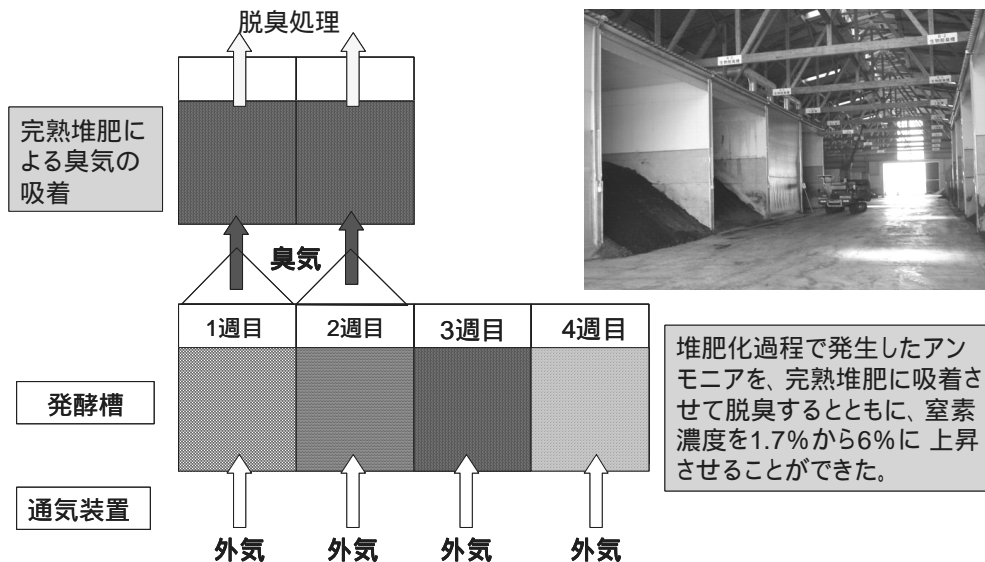 脱臭処理
完熟堆肥に
よる臭気の
吸着
臭気
1週目
2週目
3週目
4週目
発酵槽
堆肥化過程で発生したアン
モニアを、完熟堆肥に吸着さ
せて脱臭するとともに、窒素
濃度を1.7%から6%に 上昇
させることができた。
通気装置
外気
外気
外気
外気